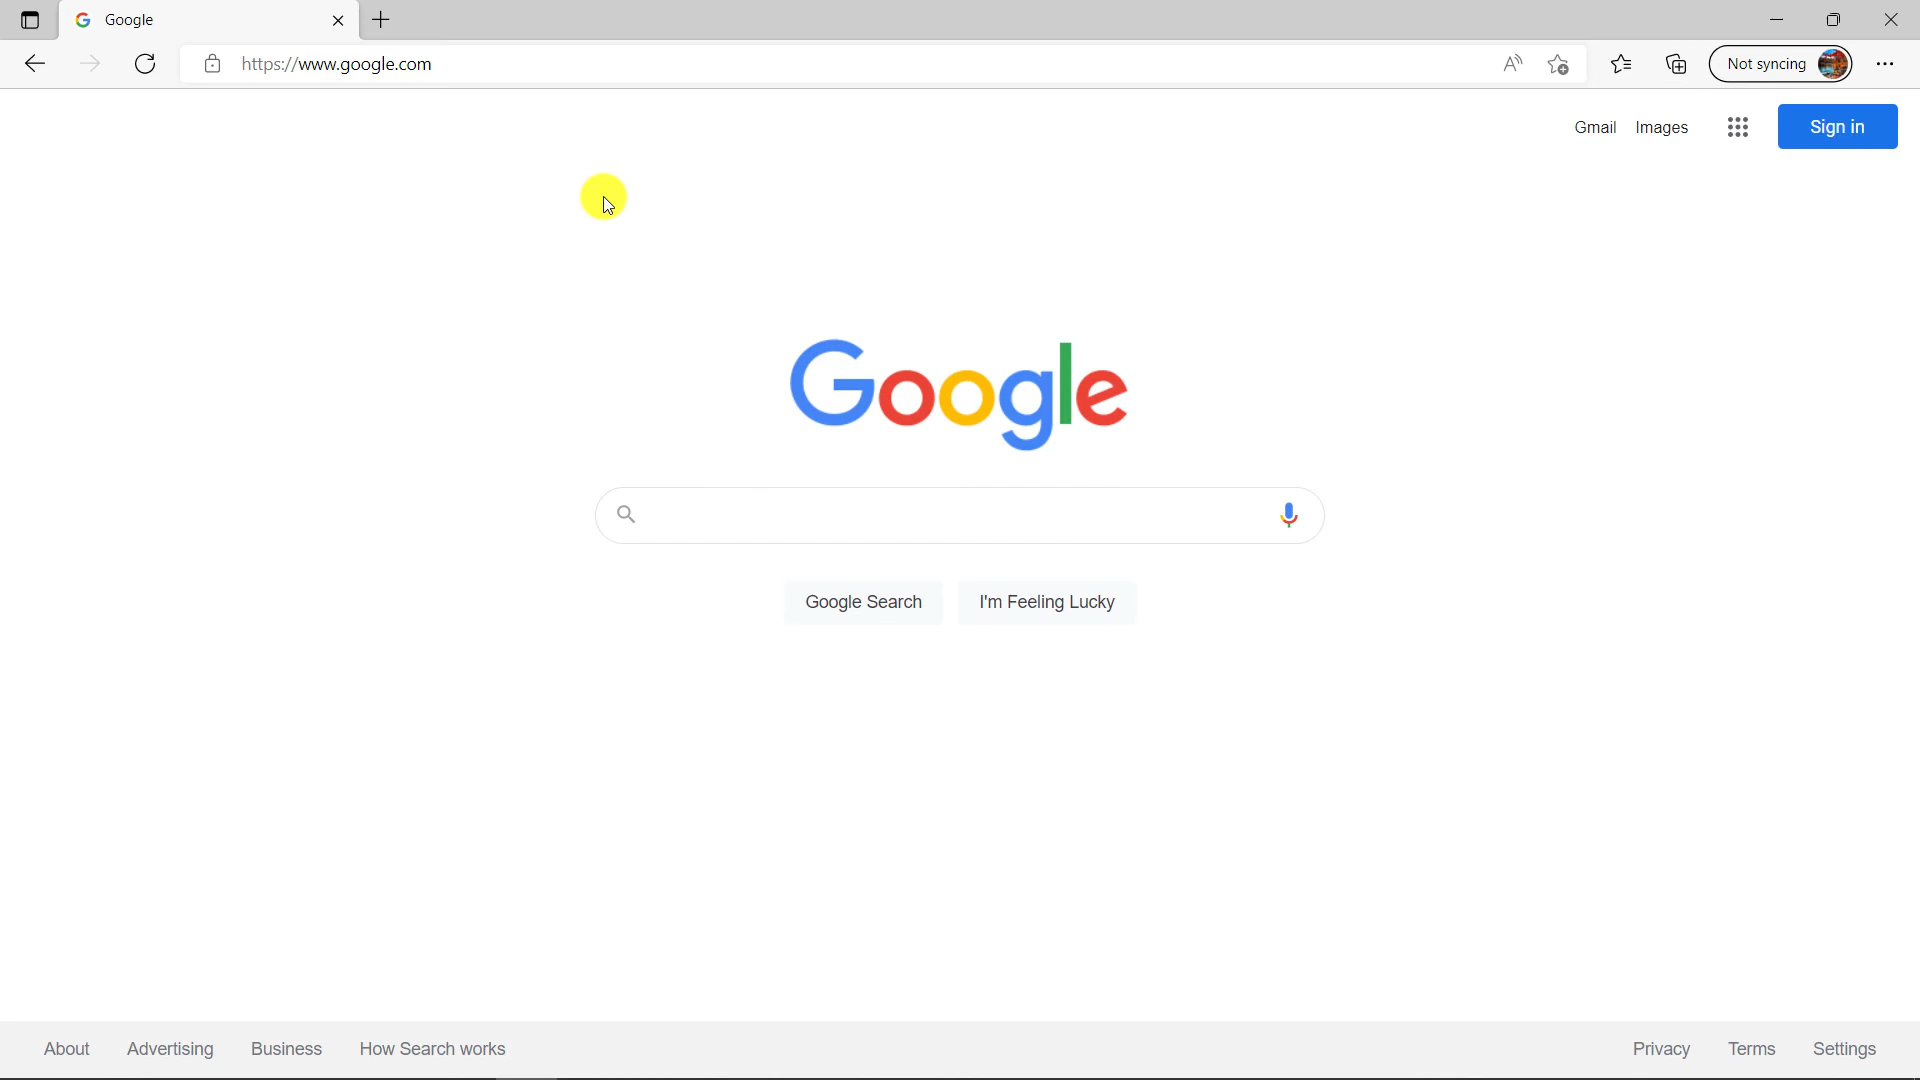 Google
https://www.google.com
Not syncing
Gmail Images
Sign in
Google
Google Search I'm Feeling Lucky
About Advertising Business How Search works
Privacy Terms Settings